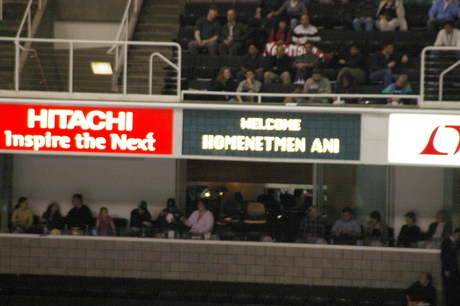 HITACHI
Inspire the Next
WELCOME
HOMENETMEN ANI